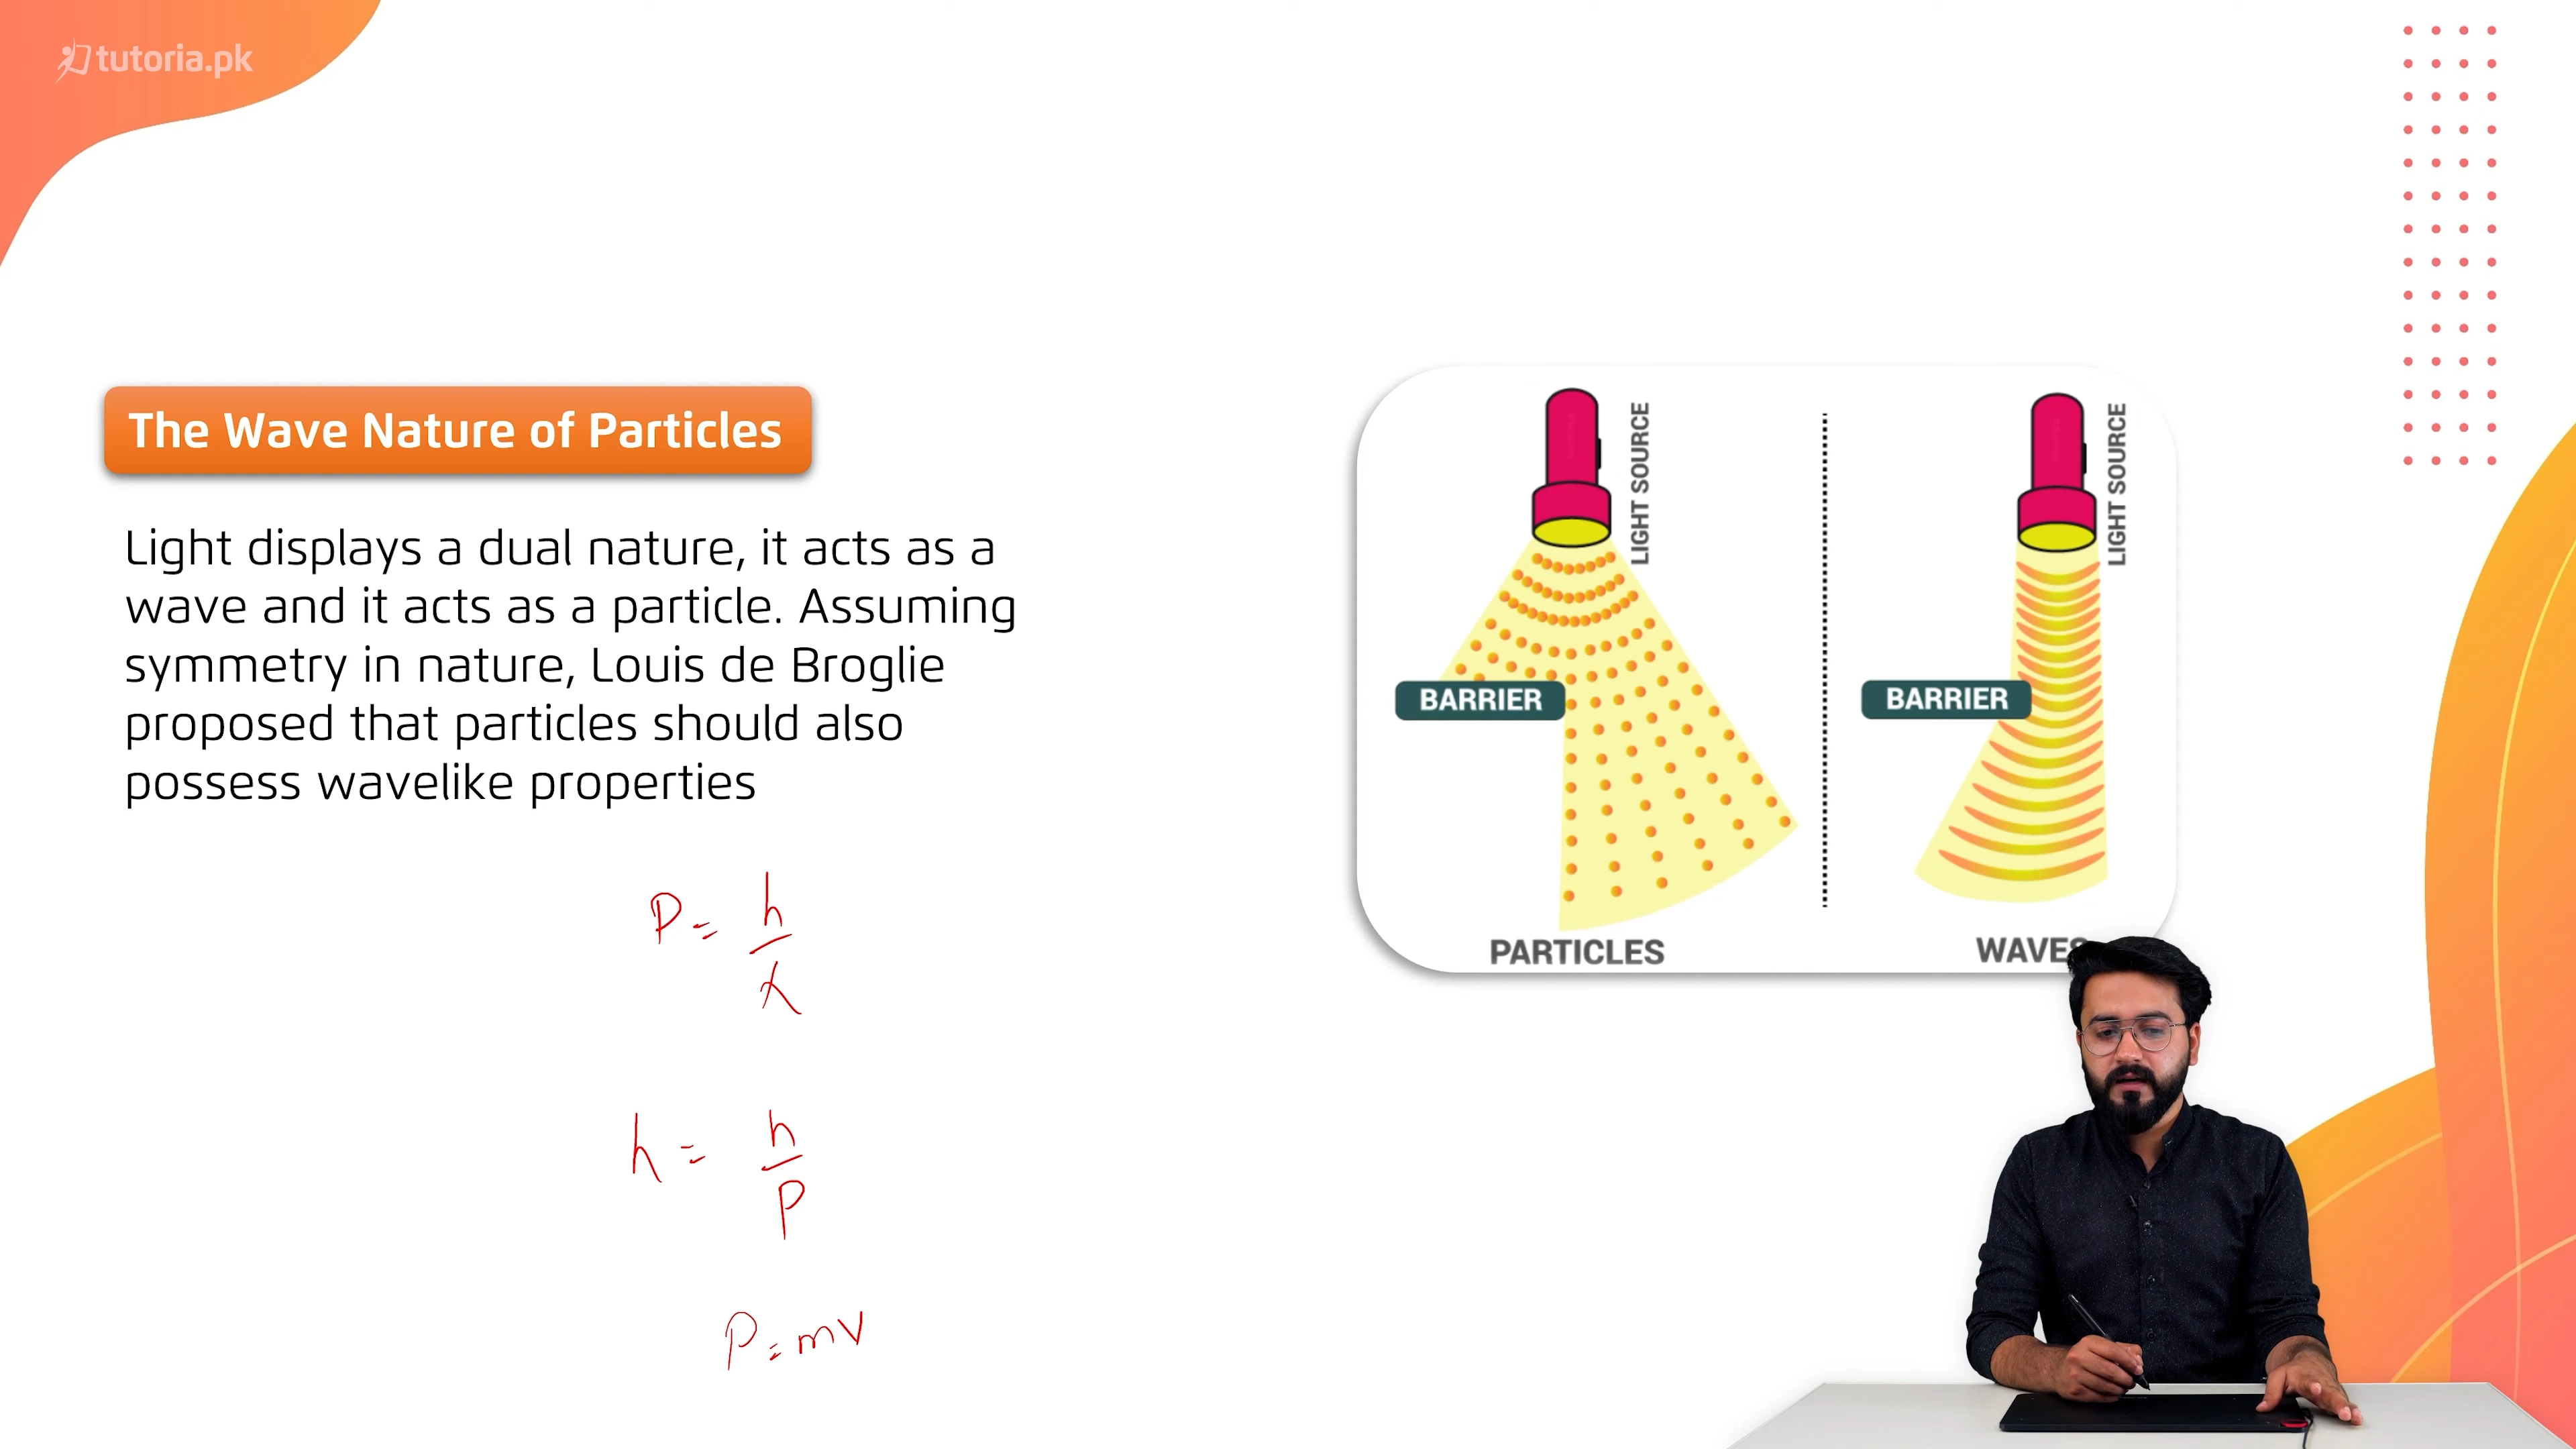 tutoria.pk
The Wave Nature of Particles
Light displays a dual nature, it acts as a
wave and it acts as a particle. Assuming
symmetry in nature, Louis de Broglie
proposed that particles should also
possess wavelike properties
P = h/λ
h = h/P
P = mv
LIGHT SOURCE
BARRIER
PARTICLES
LIGHT SOURCE
BARRIER
WAVES